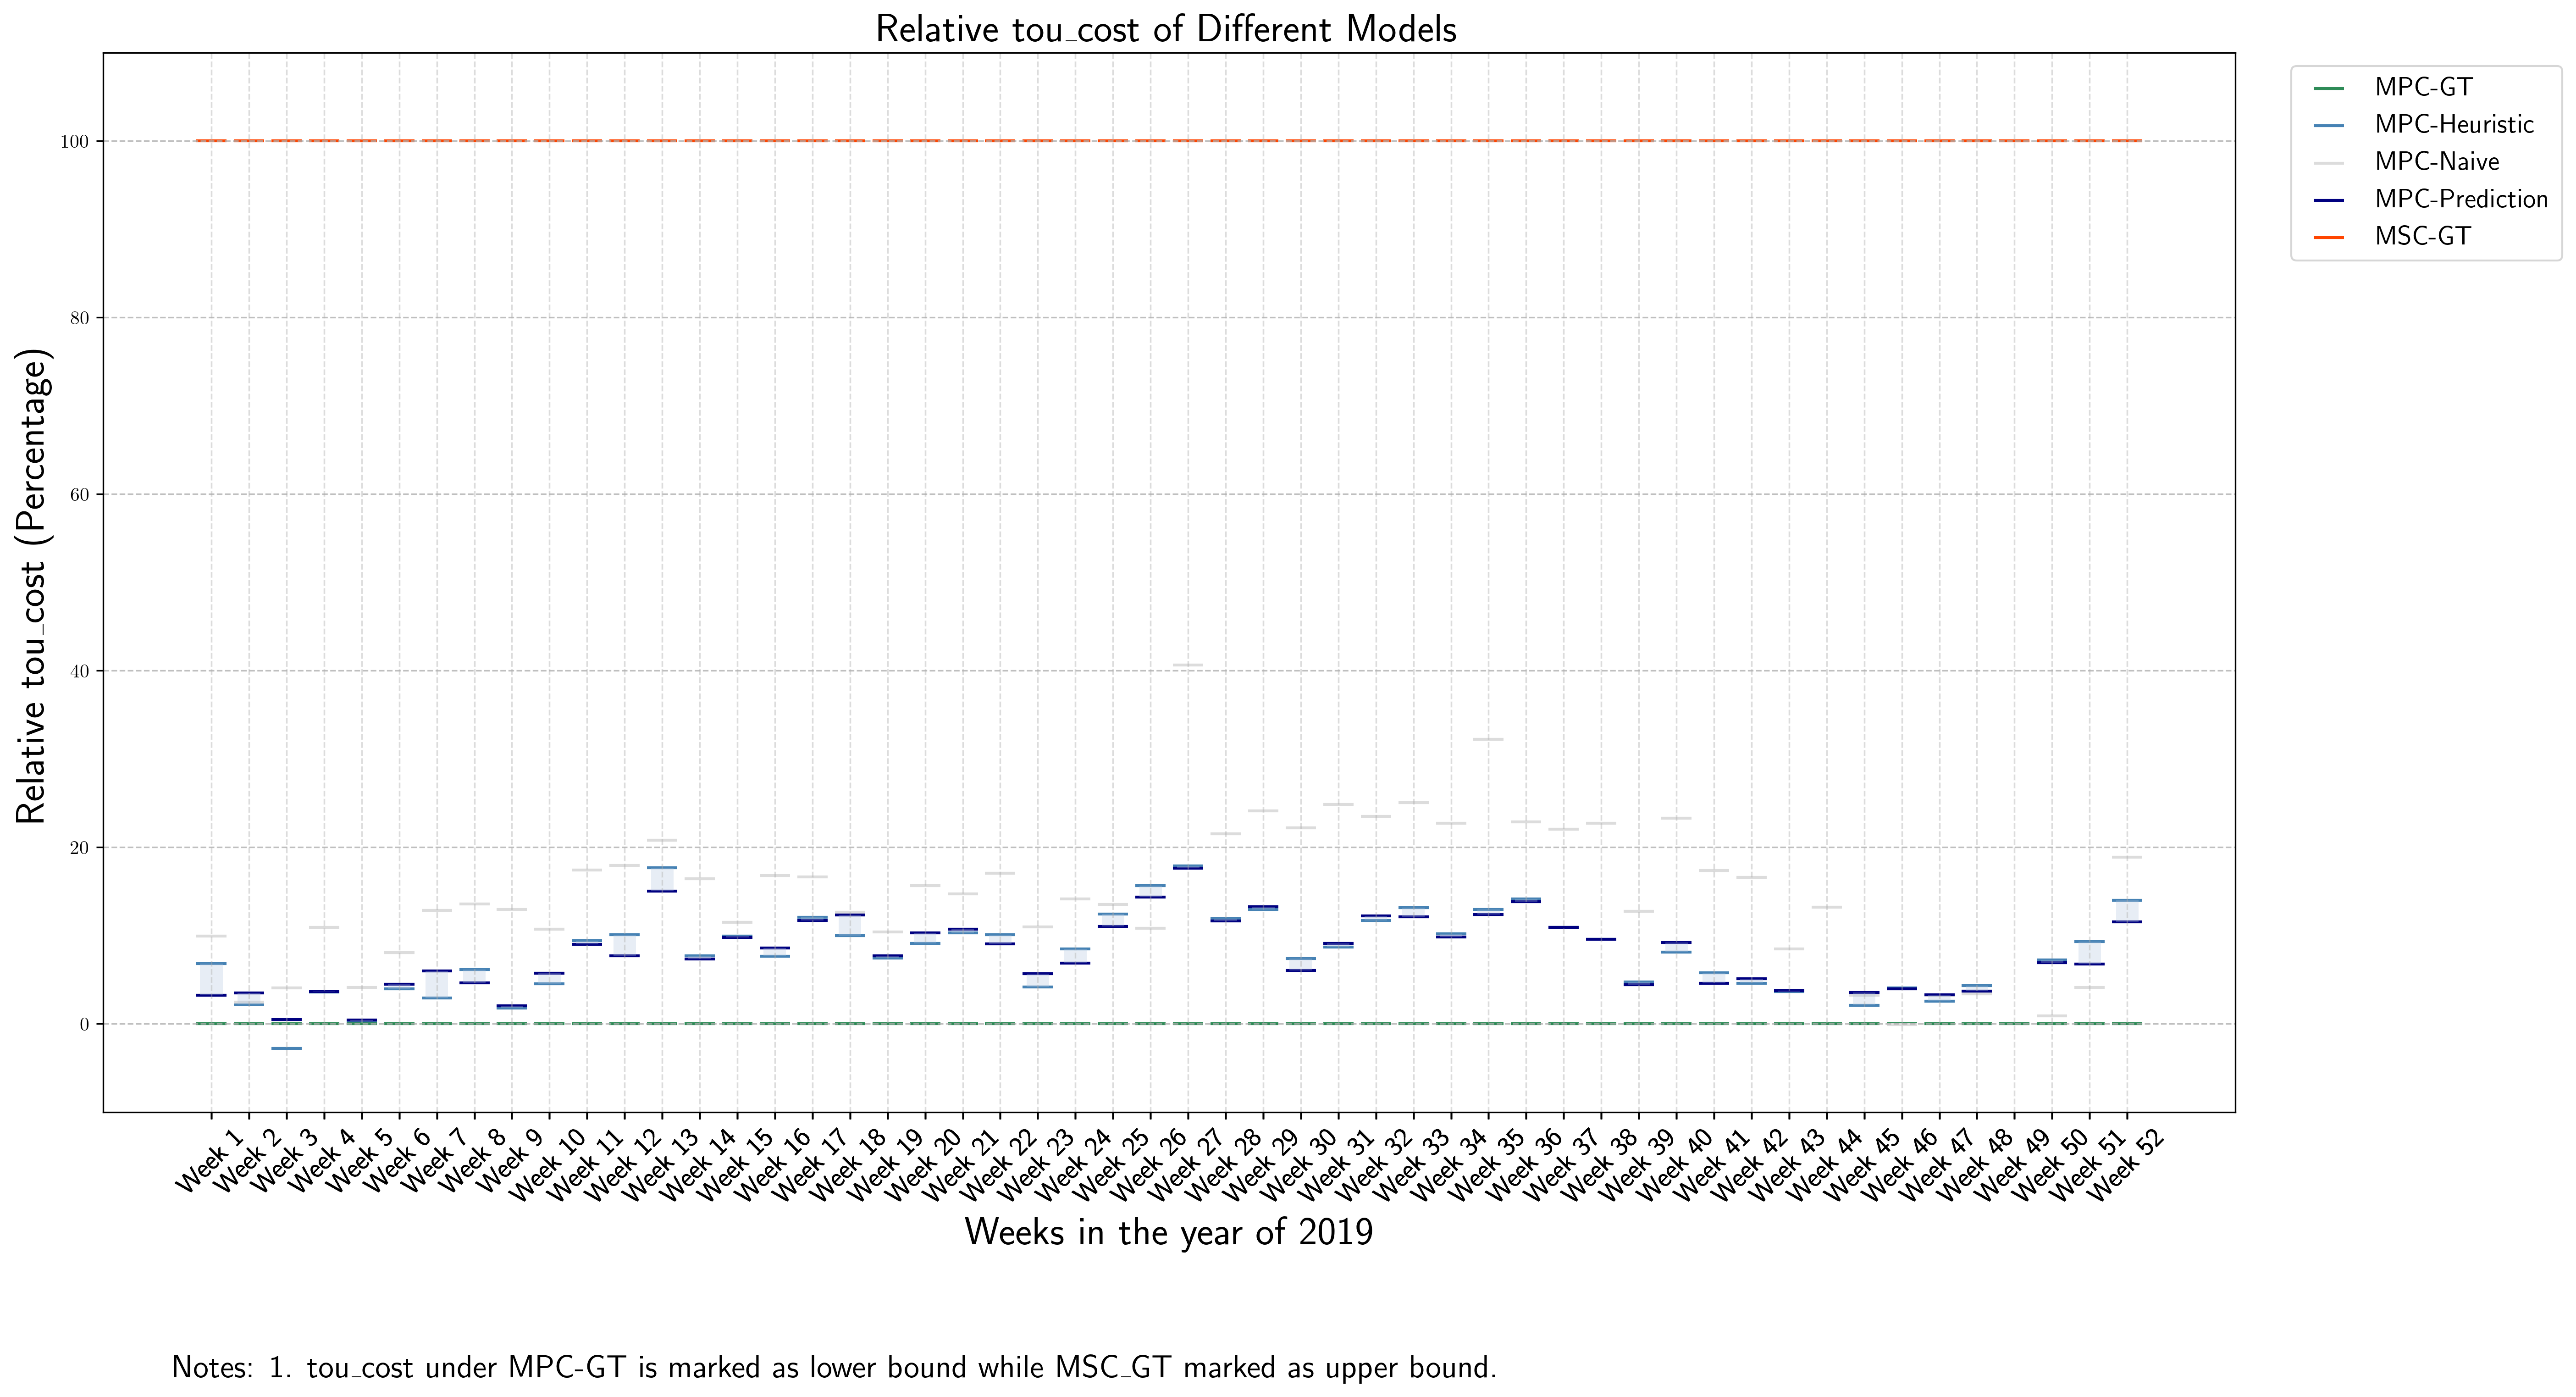 Relative tou_cost of Different Models
Relative tou_cost (Percentage)
100
80
60
40
20
0
MPC-GT
MPC-Heuristic
MPC-Naive
MPC-Prediction
MSC-GT
Week 1
Week 2
Week 3
Week 4
Week 5
Week 6
Week 7
Week 8
Week 9
Week 10
Week 11
Week 12
Week 13
Week 14
Week 15
Week 16
Week 17
Week 18
Week 19
Week 20
Week 21
Week 22
Week 23
Week 24
Week 25
Week 26
Week 27
Week 28
Week 29
Week 30
Week 31
Week 32
Week 33
Week 34
Week 35
Week 36
Week 37
Week 38
Week 39
Week 40
Week 41
Week 42
Week 43
Week 44
Week 45
Week 46
Week 47
Week 48
Week 49
Week 50
Week 51
Week 52
Weeks in the year of 2019
Notes: 1. tou_cost under MPC-GT is marked as lower bound while MSC_GT marked as upper bound.